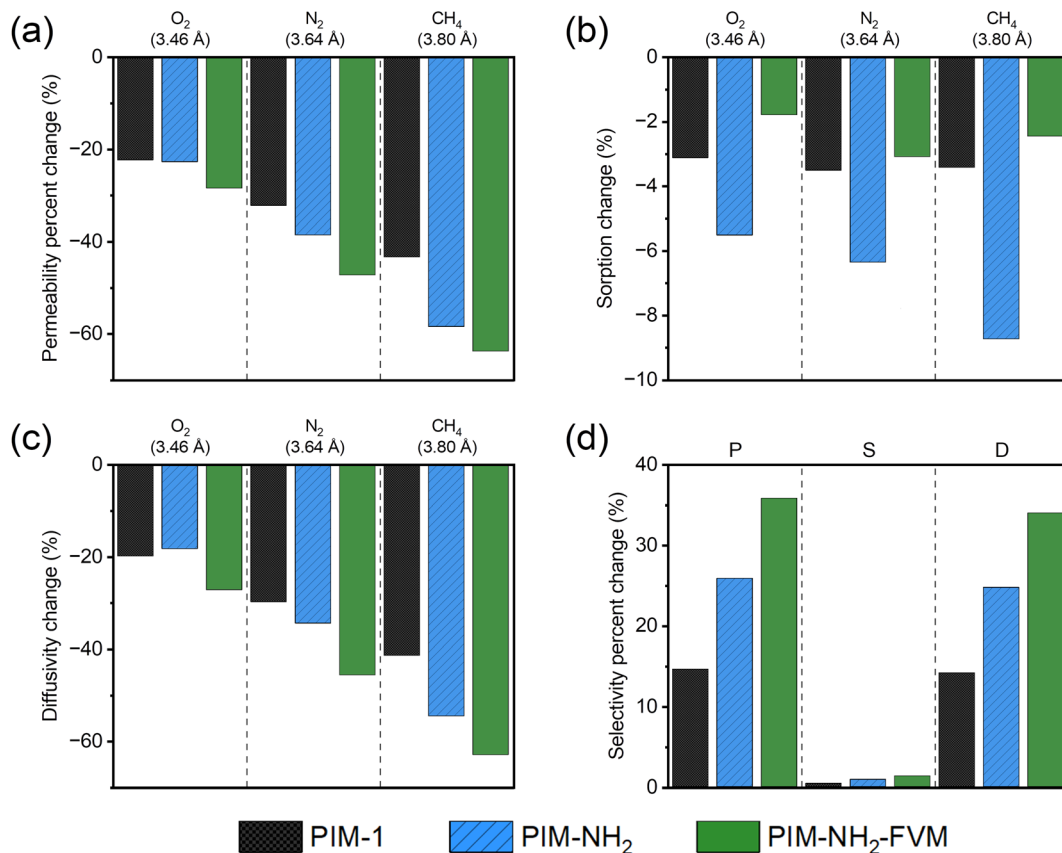 (a)
O₂ N₂ CH₄
(3.46 Å) (3.64 Å) (3.80 Å)
0
−20
−40
−60
Permeability percent change (%)
(b)
O₂ N₂ CH₄
(3.46 Å) (3.64 Å) (3.80 Å)
0
−2
−4
−6
−8
−10
Sorption change (%)
(c)
O₂ N₂ CH₄
(3.46 Å) (3.64 Å) (3.80 Å)
0
−20
−40
−60
Diffusivity change (%)
(d)
P S D
40
30
20
10
0
Selectivity percent change (%)
PIM-1 PIM-NH₂ PIM-NH₂-FVM